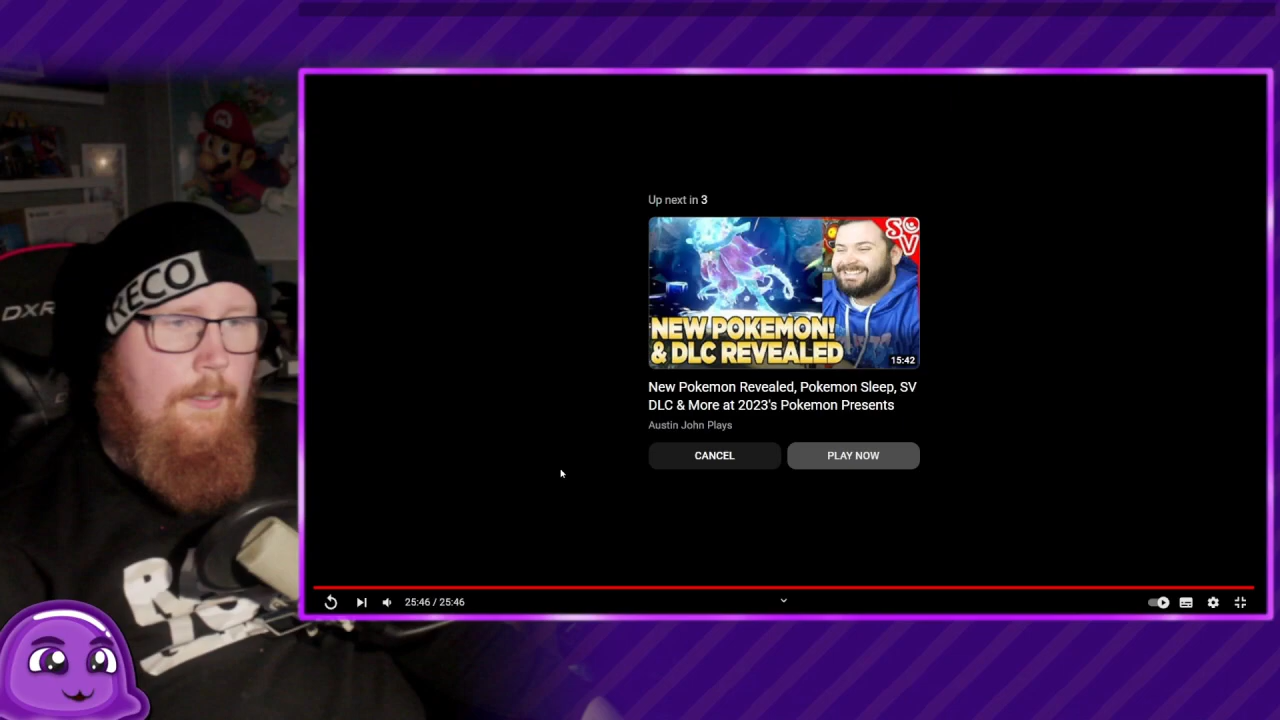 Up next in 3
SV
NEW POKEMON!
& DLC REVEALED
15:42
New Pokemon Revealed, Pokemon Sleep, SV
DLC & More at 2023's Pokemon Presents
Austin John Plays
CANCEL
PLAY NOW
25:46 / 25:46
RECO
DXR